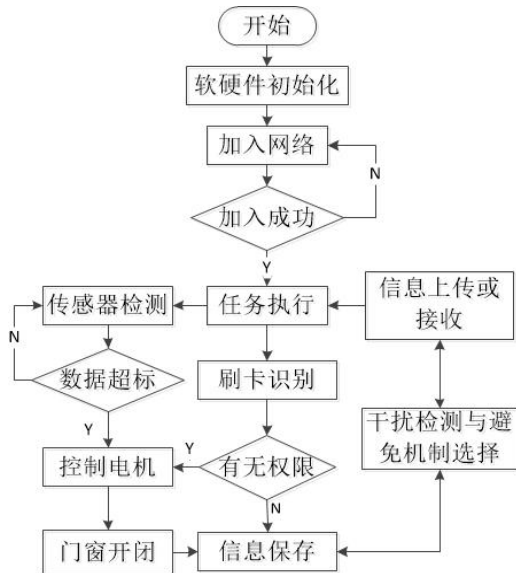 开始
软硬件初始化
加入网络
N
加入成功
Y
传感器检测
任务执行
信息上传或
接收
N
数据超标
刷卡识别
干扰检测与避
免机制选择
Y
控制电机
Y
有无权限
N
门窗开闭
信息保存